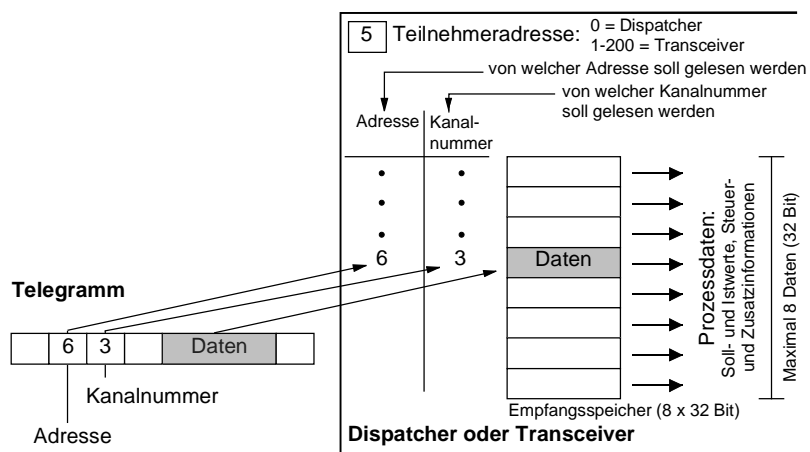 5 Teilnehmeradresse: 0 = Dispatcher
1-200 = Transceiver
von welcher Adresse soll gelesen werden
von welcher Kanalnummer
soll gelesen werden
Adresse
Kanal-
nummer
6 3 Daten
Prozessdaten:
Soll- und Istwerte, Steuer-
und Zusatzinformationen
Maximal 8 Daten (32 Bit)
Telegramm
6 3 Daten
Kanalnummer
Adresse
Empfangsspeicher (8 x 32 Bit)
Dispatcher oder Transceiver